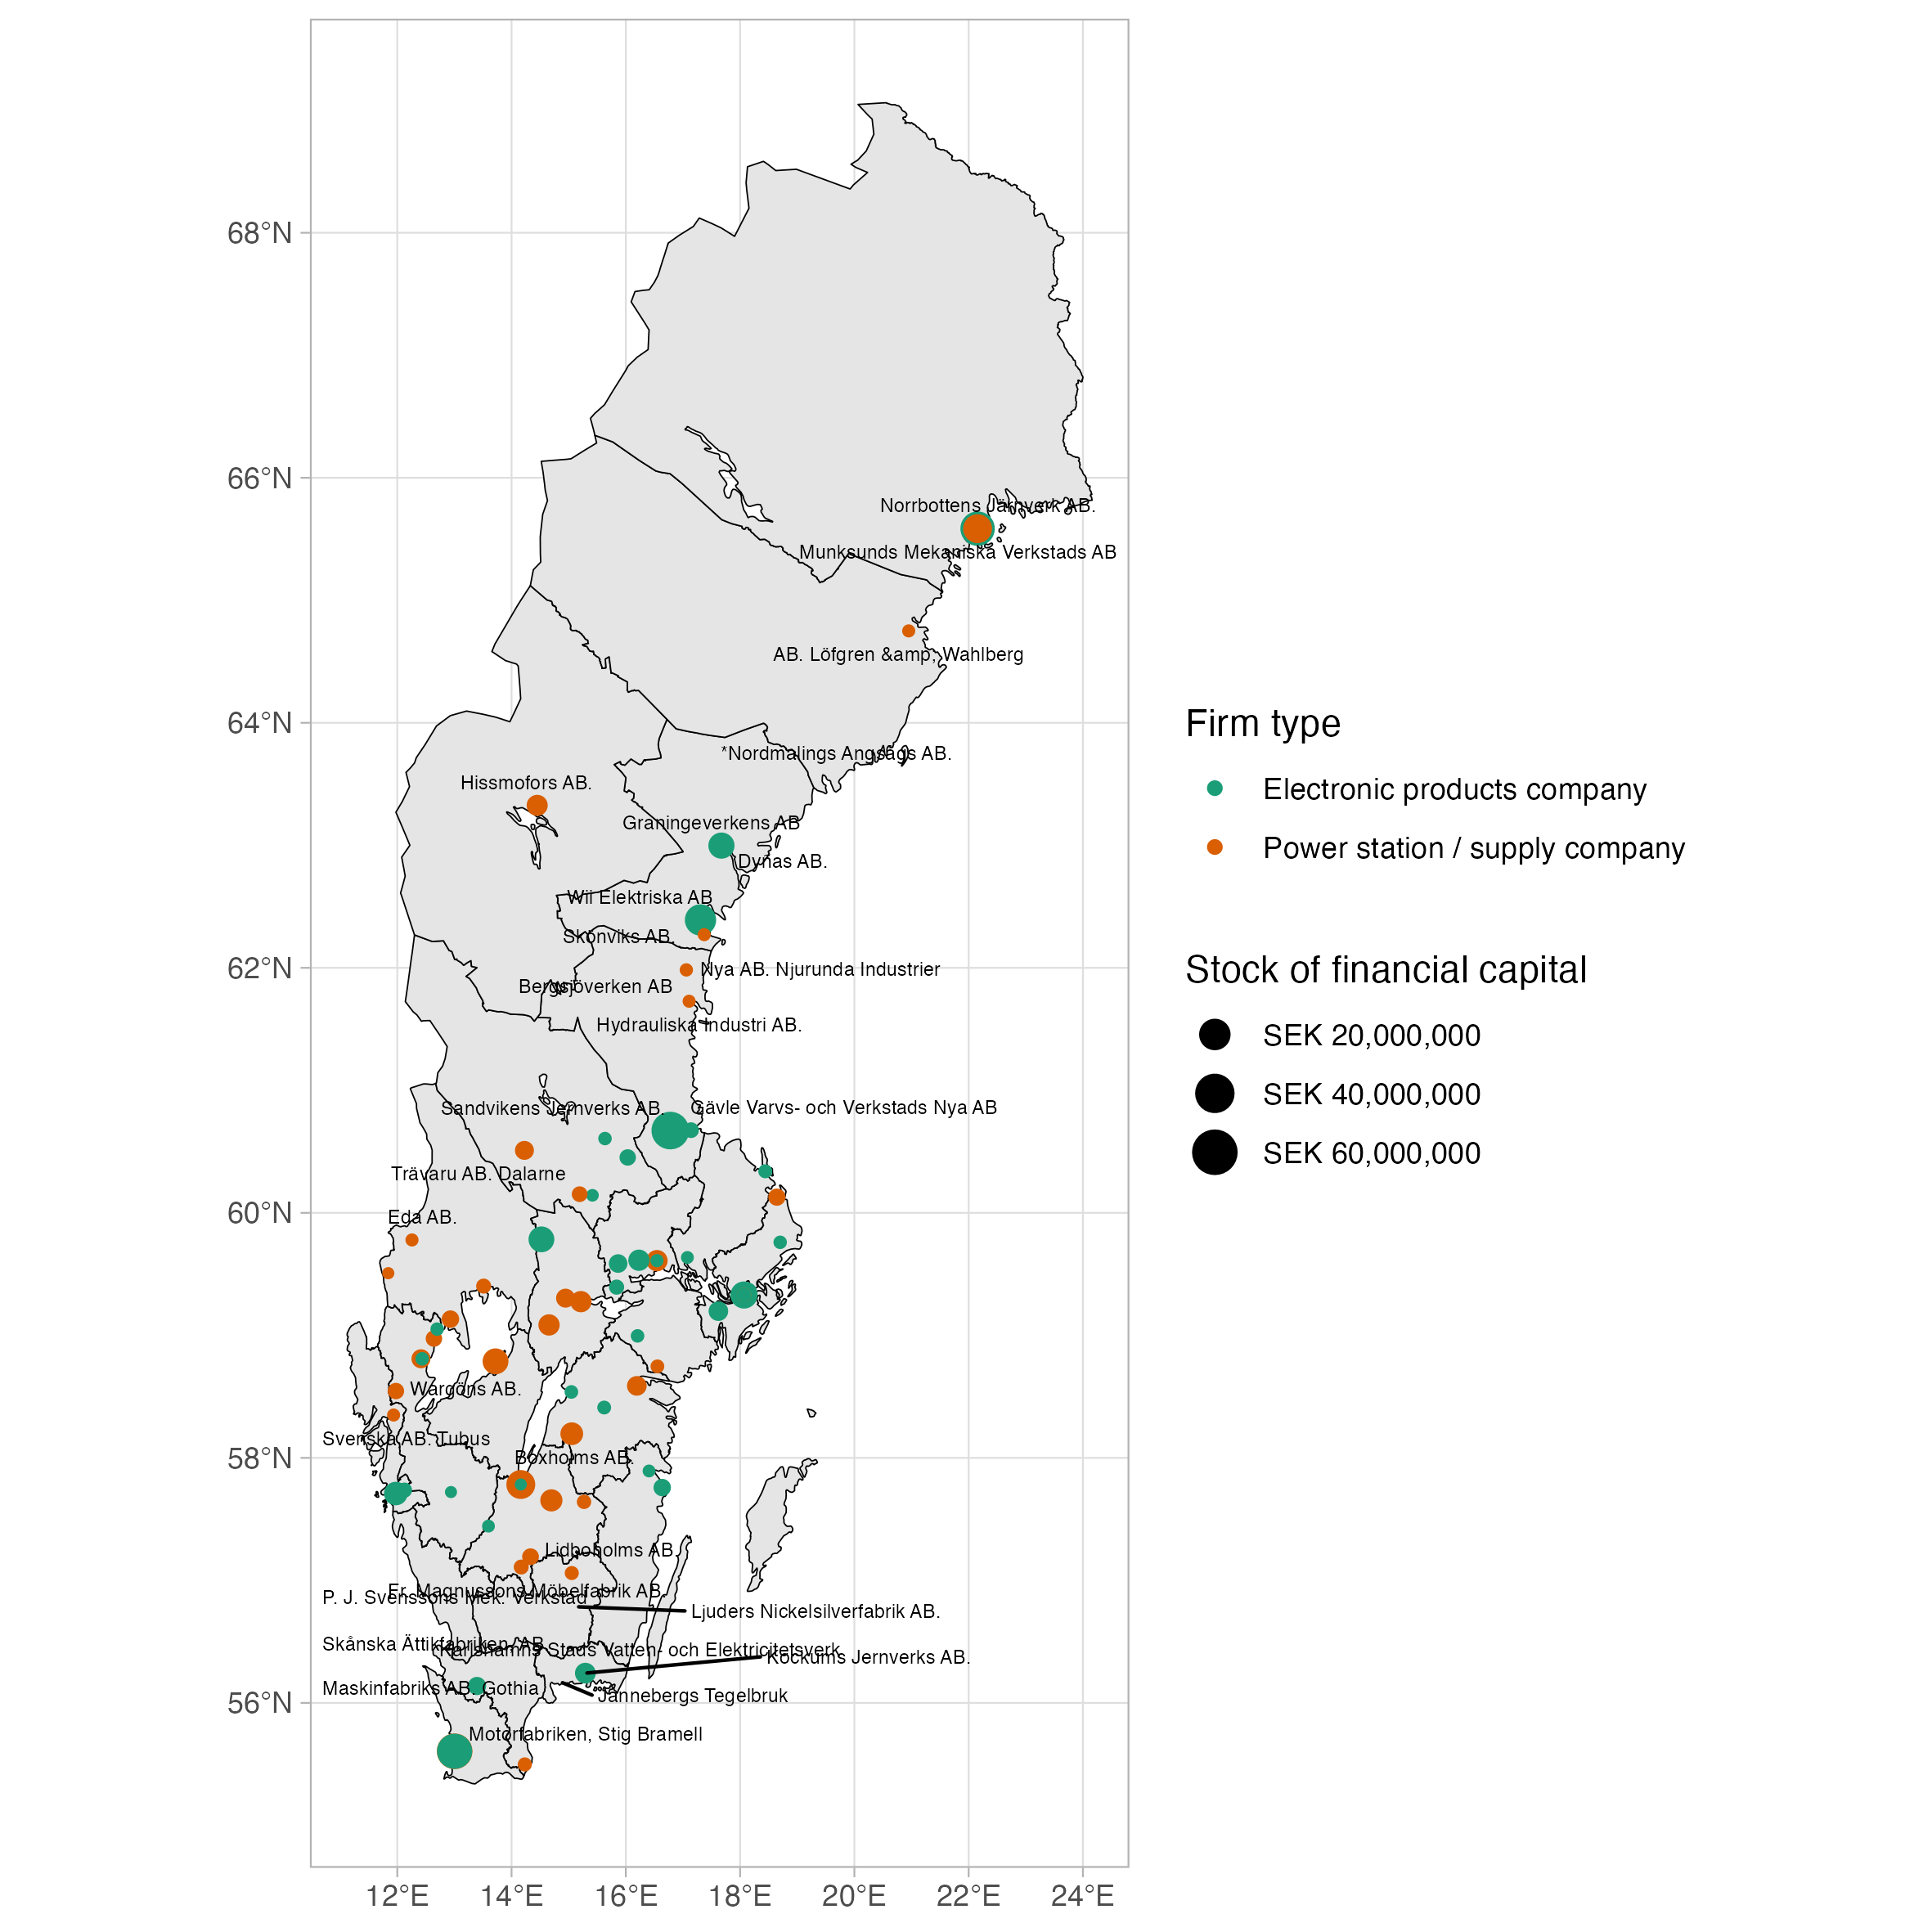 68°N
66°N
64°N
62°N
60°N
58°N
56°N
12°E
14°E
16°E
18°E
20°E
22°E
24°E
Norrbottens Järnverk AB.
Munksunds Mekaniska Verkstads AB
AB. Löfgren &amp; Wahlberg
*Nordmalings Angsågs AB.
Hissmofors AB.
Graningeverkens AB
Dynäs AB.
Wil Elektriska AB
Skönviks AB.
Nya AB. Njurunda Industrier
Bergsjöverken AB
Hydrauliska Industri AB.
Sandvikens Jernverks AB.
Gävle Varvs- och Verkstads Nya AB
Trävaru AB. Dalarne
Eda AB.
Wargöns AB.
Svenska AB. Tubus
Boxholms AB.
Lidboholms AB.
Fr. Magnussons Möbelfabrik AB.
P. J. Svenssons Mek. Verkstad
Ljuders Nickelsilverfabrik AB.
Skånska Ättikfabriken AB
Karlshamns Stads Vatten- och Elektricitetsverk
Kockums Jernverks AB.
Maskinfabriks AB. Gothia
Jännebergs Tegelbruk
Motorfabriken, Stig Bramell
Firm type
Electronic products company
Power station / supply company
Stock of financial capital
SEK 20,000,000
SEK 40,000,000
SEK 60,000,000